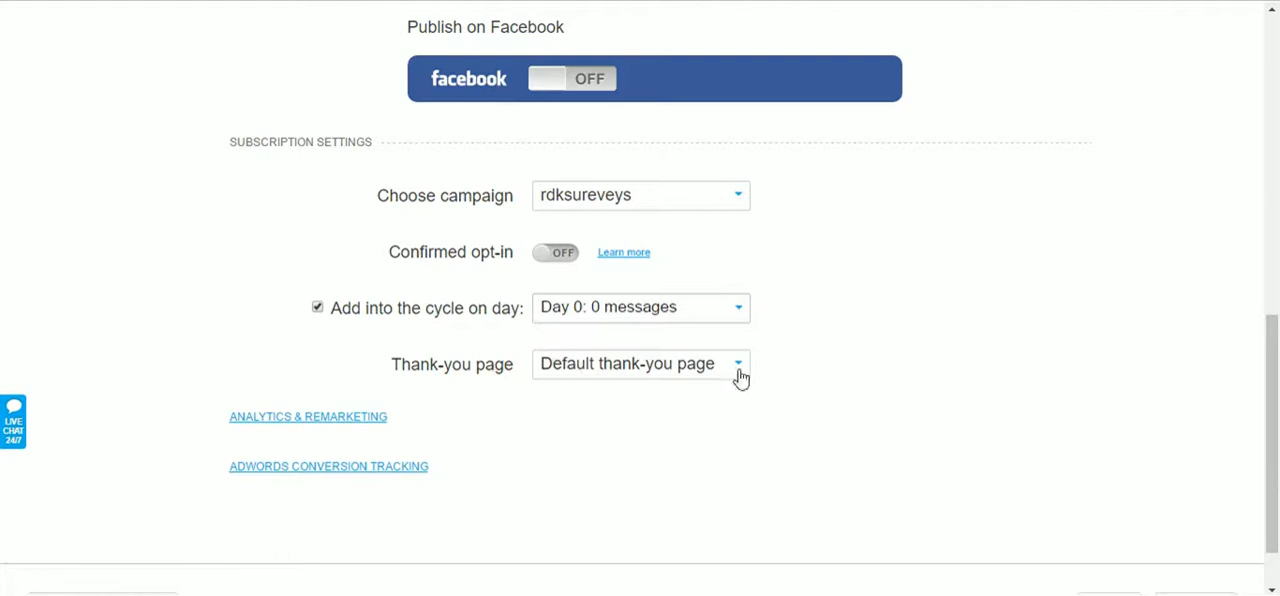 Publish on Facebook
facebook OFF
SUBSCRIPTION SETTINGS
Choose campaign rdksureveys
Confirmed opt-in OFF Learn more
Add into the cycle on day: Day 0: 0 messages
Thank-you page Default thank-you page
LIVE
CHAT
24/7
ANALYTICS & REMARKETING
ADWORDS CONVERSION TRACKING